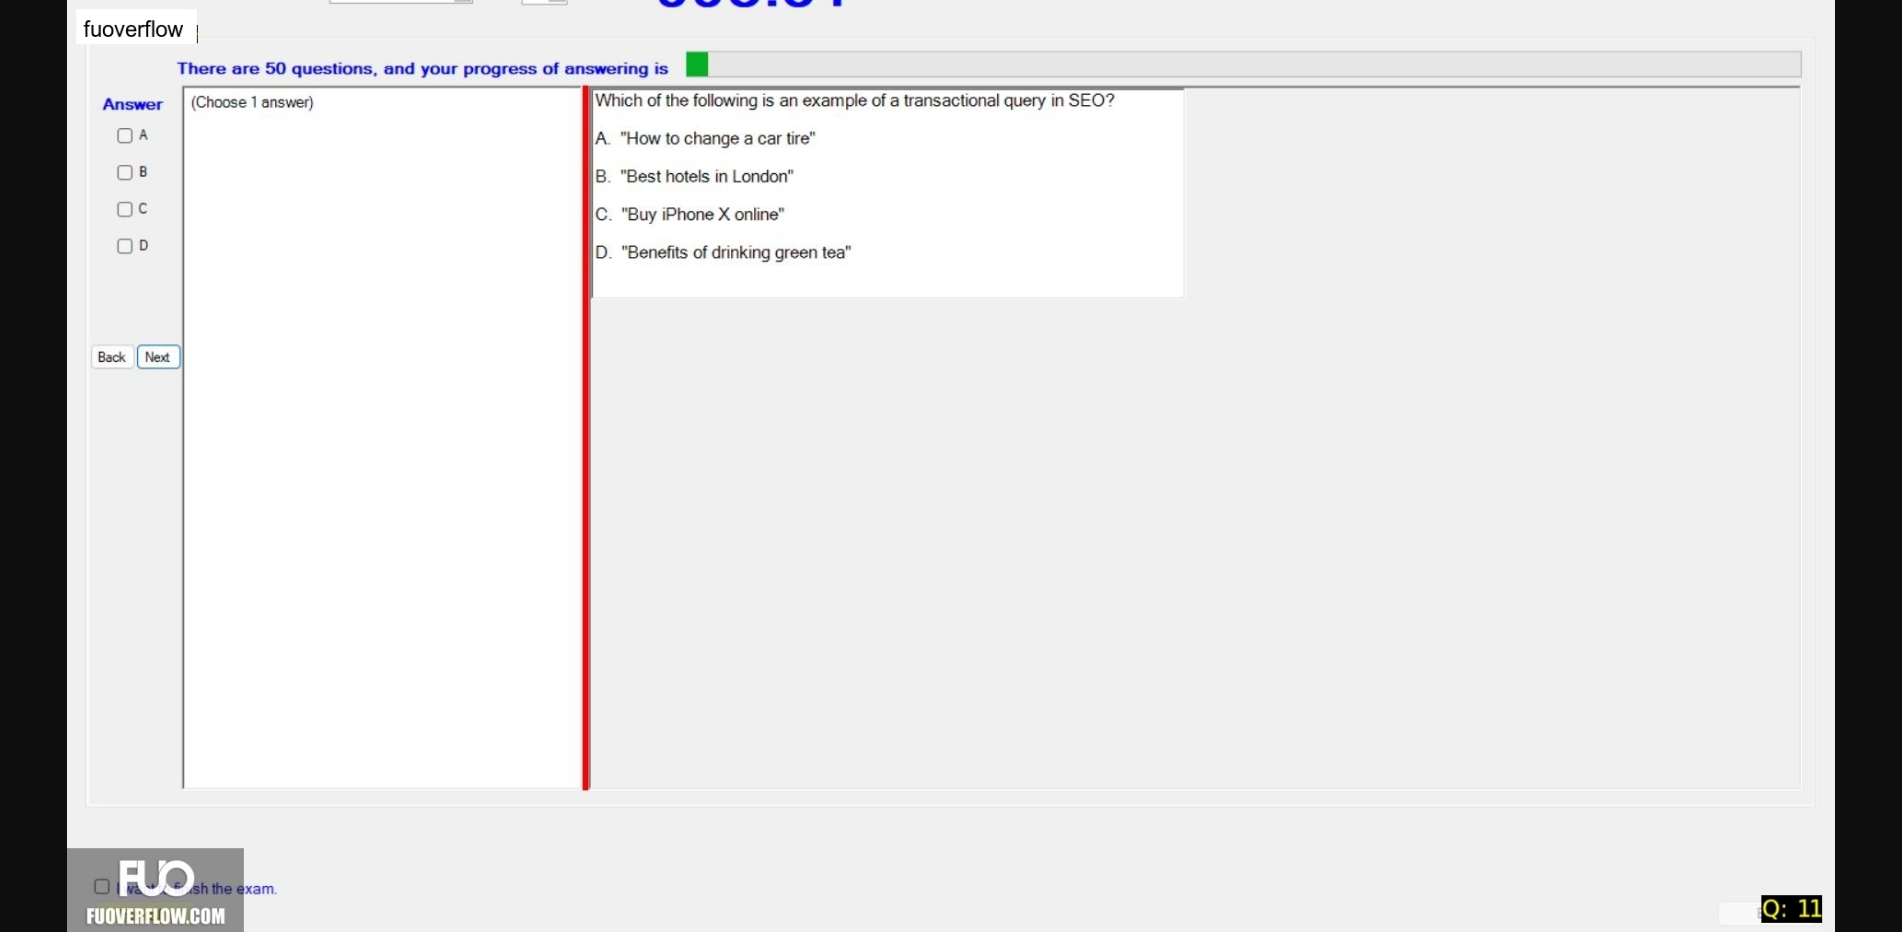 fuoverflow
There are 50 questions, and your progress of answering is
Answer
(Choose 1 answer)
A
B
C
D
Back
Next
Which of the following is an example of a transactional query in SEO?
A. "How to change a car tire"
B. "Best hotels in London"
C. "Buy iPhone X online"
D. "Benefits of drinking green tea"
I want finish the exam.
FUO
FUOVERFLOW.COM
Q: 11